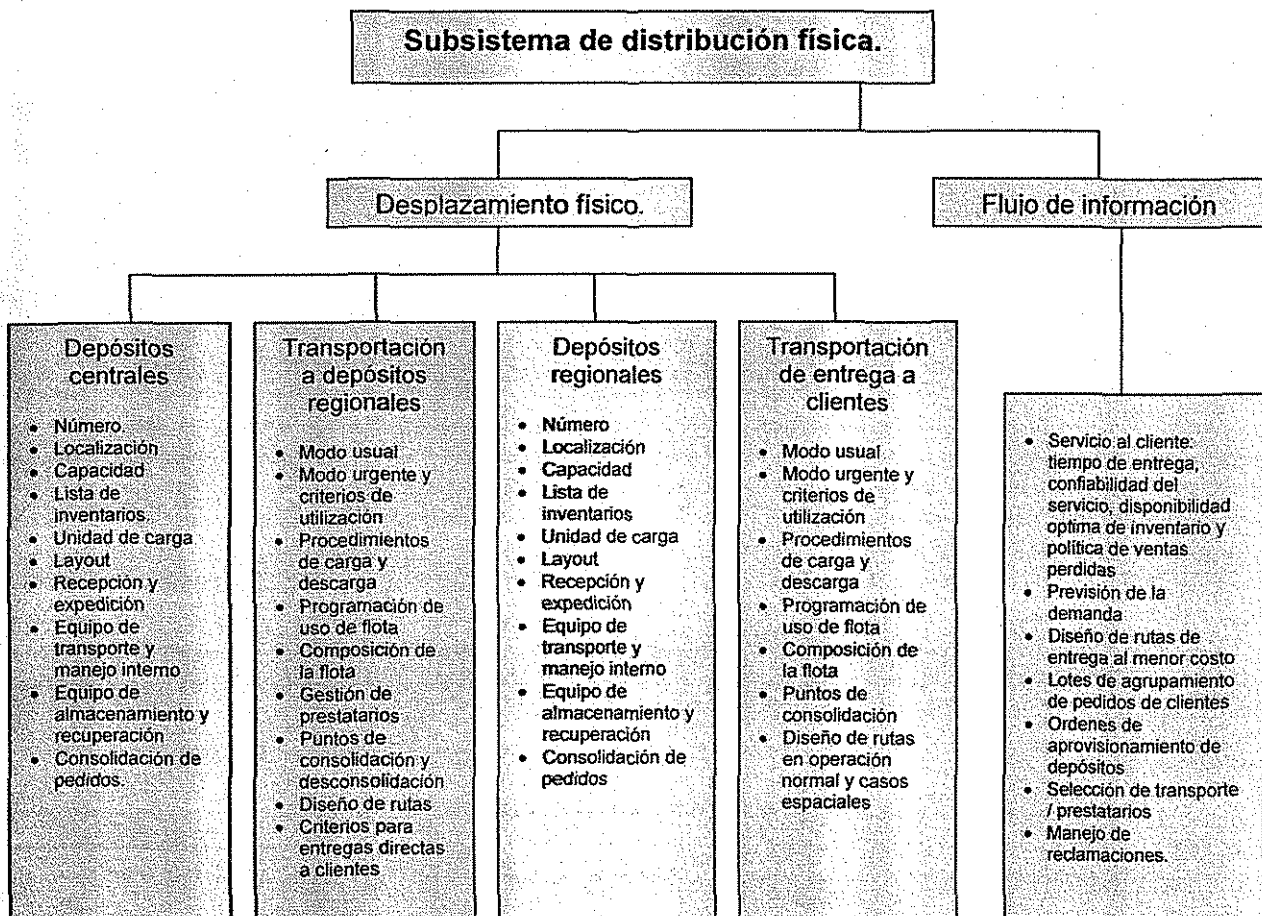 Subsistema de distribución física.
Desplazamiento físico.
Flujo de información
Depósitos
centrales
• Número.
• Localización
• Capacidad
• Lista de
inventarios.
• Unidad de carga
• Layout
• Recepción y
expedición
• Equipo de
transporte y
manejo interno
• Equipo de
almacenamiento y
recuperación
• Consolidación de
pedidos.
Transportación
a depósitos
regionales
• Modo usual
• Modo urgente y
criterios de
utilización
• Procedimientos
de carga y
descarga
• Programación de
uso de flota
• Composición de
la flota
• Gestión de
prestatarios
• Puntos de
consolidación y
desconsolidación
• Diseño de rutas
• Criterios para
entregas directas
a clientes
Depósitos
regionales
• Número
• Localización
• Capacidad
• Lista de
inventarios
• Unidad de carga
• Layout
• Recepción y
expedición
• Equipo de
transporte y
manejo interno
• Equipo de
almacenamiento y
recuperación
• Consolidación de
pedidos
Transportación
de entrega a
clientes
• Modo usual
• Modo urgente y
criterios de
utilización
• Procedimientos
de carga y
descarga
• Programación de
uso de flota
• Composición de
la flota
• Puntos de
consolidación
• Diseño de rutas
en operación
normal y casos
espaciales
• Servicio al cliente:
tiempo de entrega,
confiabilidad del
servicio, disponibilidad
optima de inventario y
política de ventas
perdidas
• Previsión de la
demanda
• Diseño de rutas de
entrega al menor costo
• Lotes de agrupamiento
de pedidos de clientes
• Ordenes de
aprovisionamiento de
depósitos
• Selección de transporte
/ prestatarios
• Manejo de
reclamaciones.